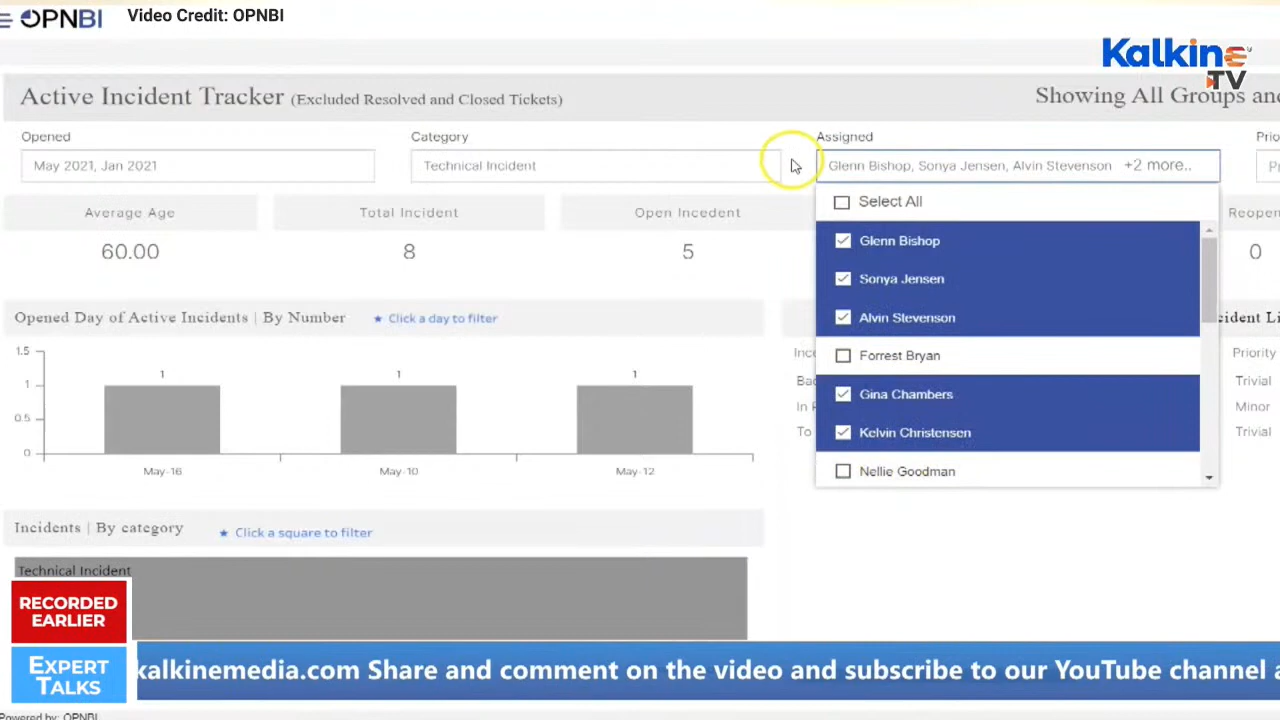 OPNBI
Video Credit: OPNBI
Kalkine
TV
Active Incident Tracker (Excluded Resolved and Closed Tickets)
Showing All Groups and
Opened
Category
Assigned
May 2021, Jan 2021
Technical Incident
Glenn Bishop, Sonya Jensen, Alvin Stevenson +2 more..
Select All
Average Age
Total Incident
Open Incedent
Reopen
60.00
8
5
0
Glenn Bishop
Sonya Jensen
Alvin Stevenson
Forrest Bryan
Gina Chambers
Kelvin Christensen
Nellie Goodman
Opened Day of Active Incidents | By Number
★ Click a day to filter
1.5
1
0.5
0
1
1
1
May-16
May-10
May-12
Priority
Trivial
Minor
To
Trivial
Incidents | By category
★ Click a square to filter
Technical Incident
RECORDED
EARLIER
EXPERT
TALKS
kalkinemedia.com Share and comment on the video and subscribe to our YouTube channel
Powered by: OPNBI